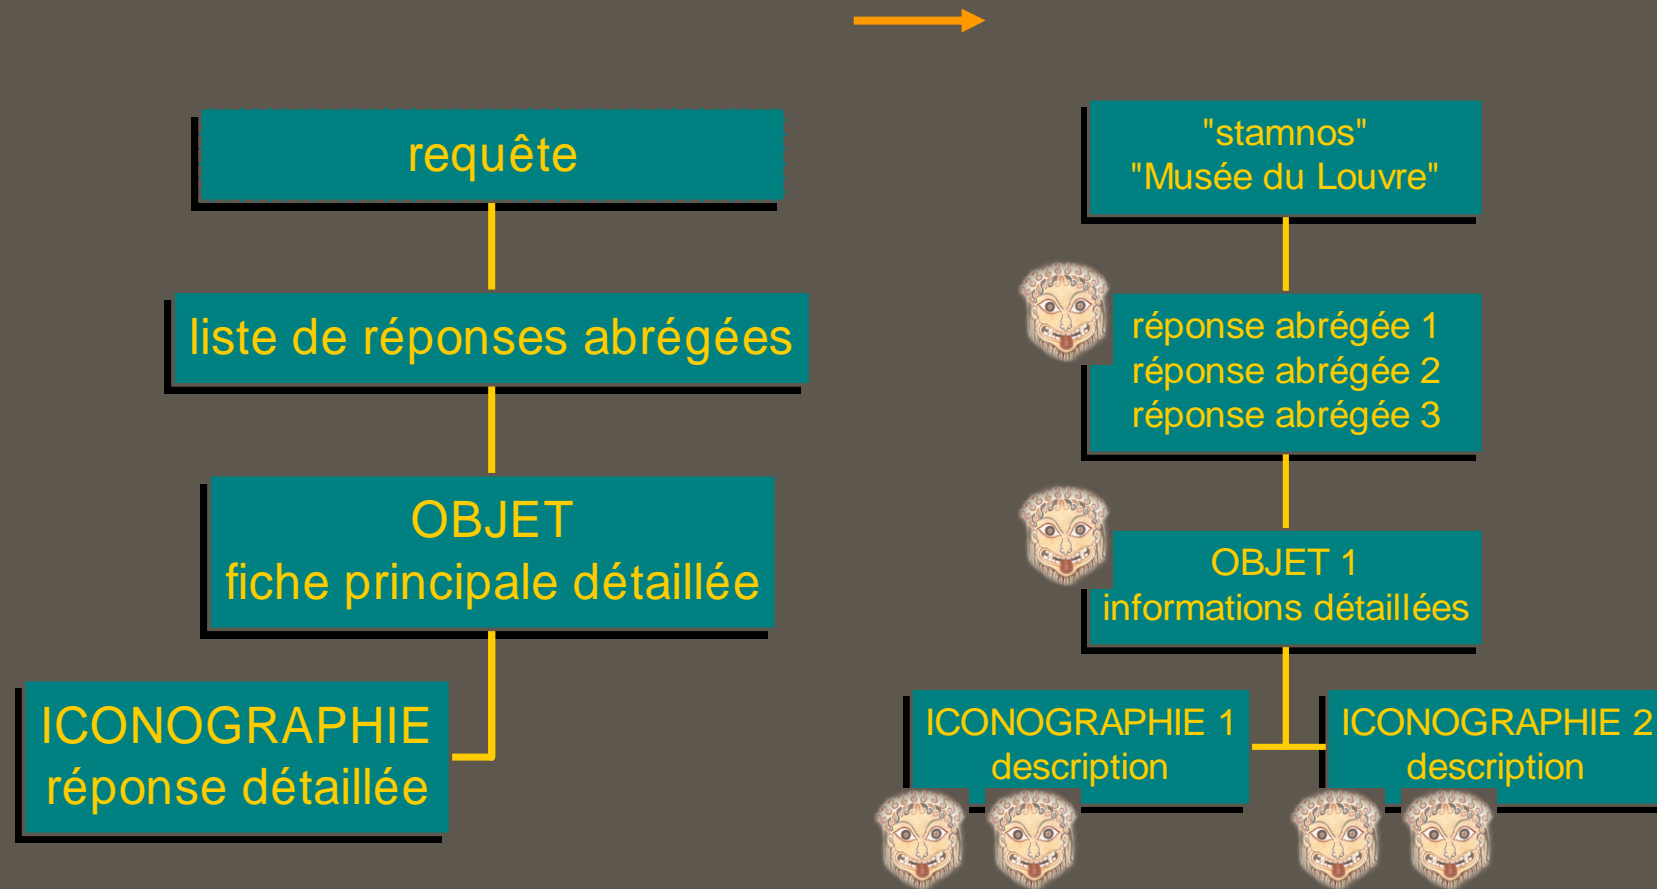 requête
liste de réponses abrégées
OBJET
fiche principale détaillée
ICONOGRAPHIE
réponse détaillée
"stamnos"
"Musée du Louvre"
réponse abrégée 1
réponse abrégée 2
réponse abrégée 3
OBJET 1
informations détaillées
ICONOGRAPHIE 1
description
ICONOGRAPHIE 2
description